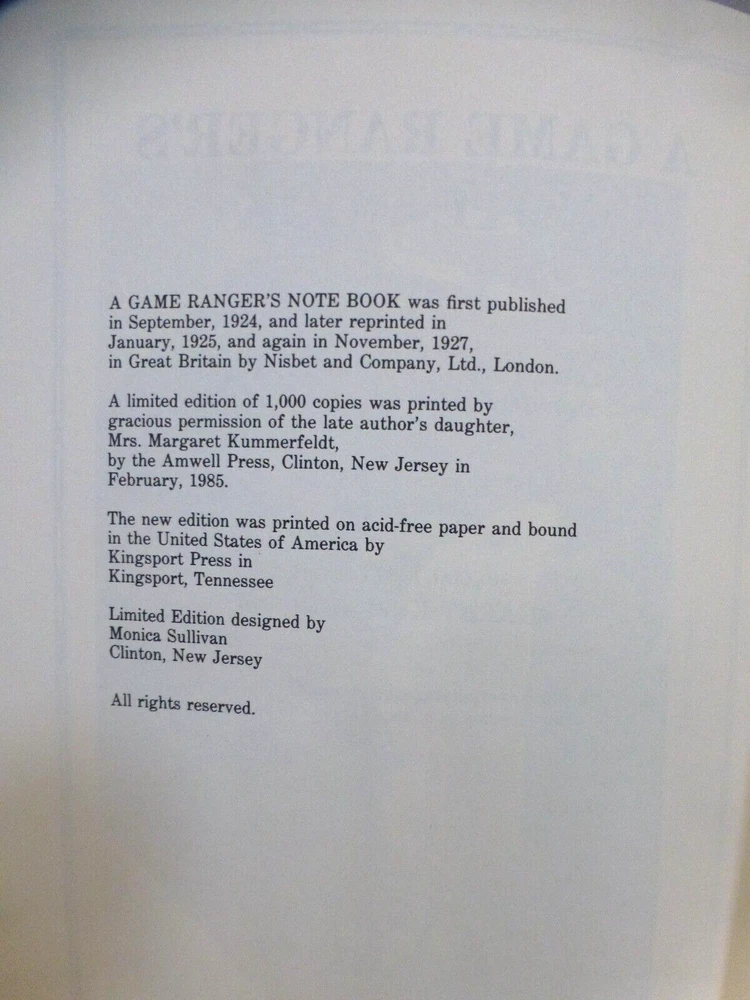 A GAME RANGER'S
A GAME RANGER'S NOTE BOOK was first published
in September, 1924, and later reprinted in
January, 1925, and again in November, 1927,
in Great Britain by Nisbet and Company, Ltd., London.
A limited edition of 1,000 copies was printed by
gracious permission of the late author's daughter,
Mrs. Margaret Kummerfeldt,
by the Amwell Press, Clinton, New Jersey in
February, 1985.
The new edition was printed on acid-free paper and bound
in the United States of America by
Kingsport Press in
Kingsport, Tennessee
Limited Edition designed by
Monica Sullivan
Clinton, New Jersey
All rights reserved.